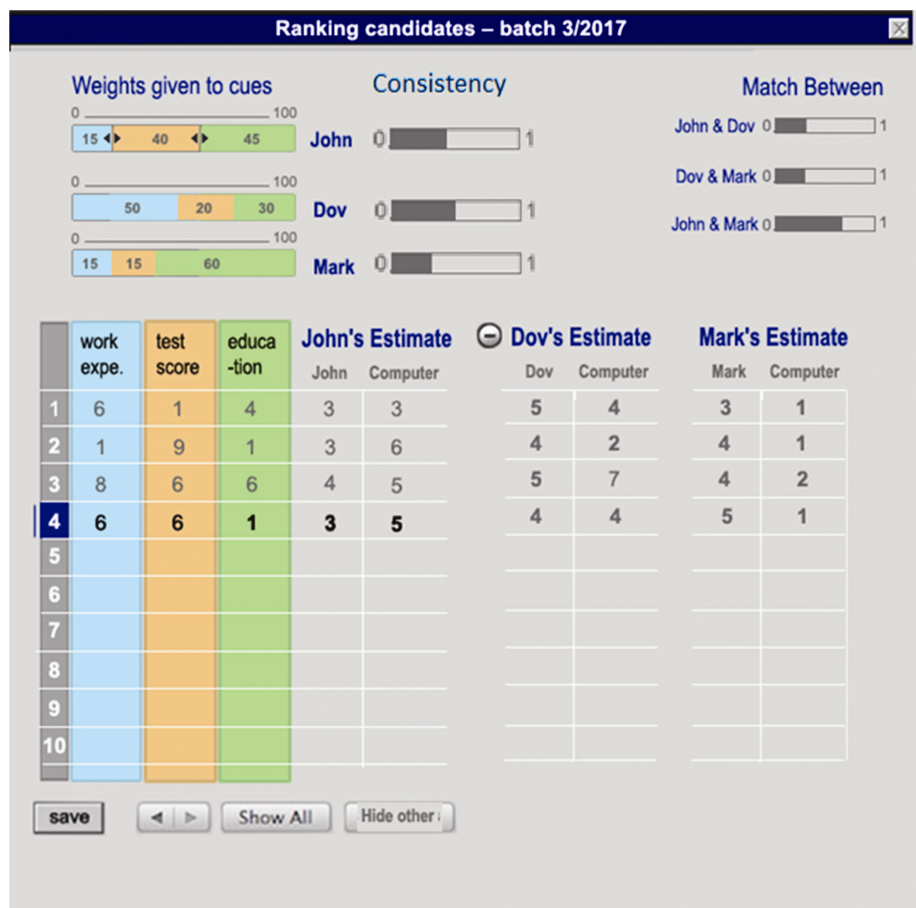 Ranking candidates – batch 3/2017
Weights given to cues
Consistency
Match Between
0 100
15 40 45
John 0 1
John & Dov 0 1
0 100
50 20 30
Dov 0 1
Dov & Mark 0 1
0 100
15 15 60
Mark 0 1
John & Mark 0 1
work expe. test score educa-tion John's Estimate Dov's Estimate Mark's Estimate
John Computer Dov Computer Mark Computer
1 6 1 4 3 3 5 4 3 1
2 1 9 1 3 6 4 2 4 1
3 8 6 6 4 5 5 7 4 2
4 6 6 1 3 5 4 4 5 1
5
6
7
8
9
10
save Show All Hide other